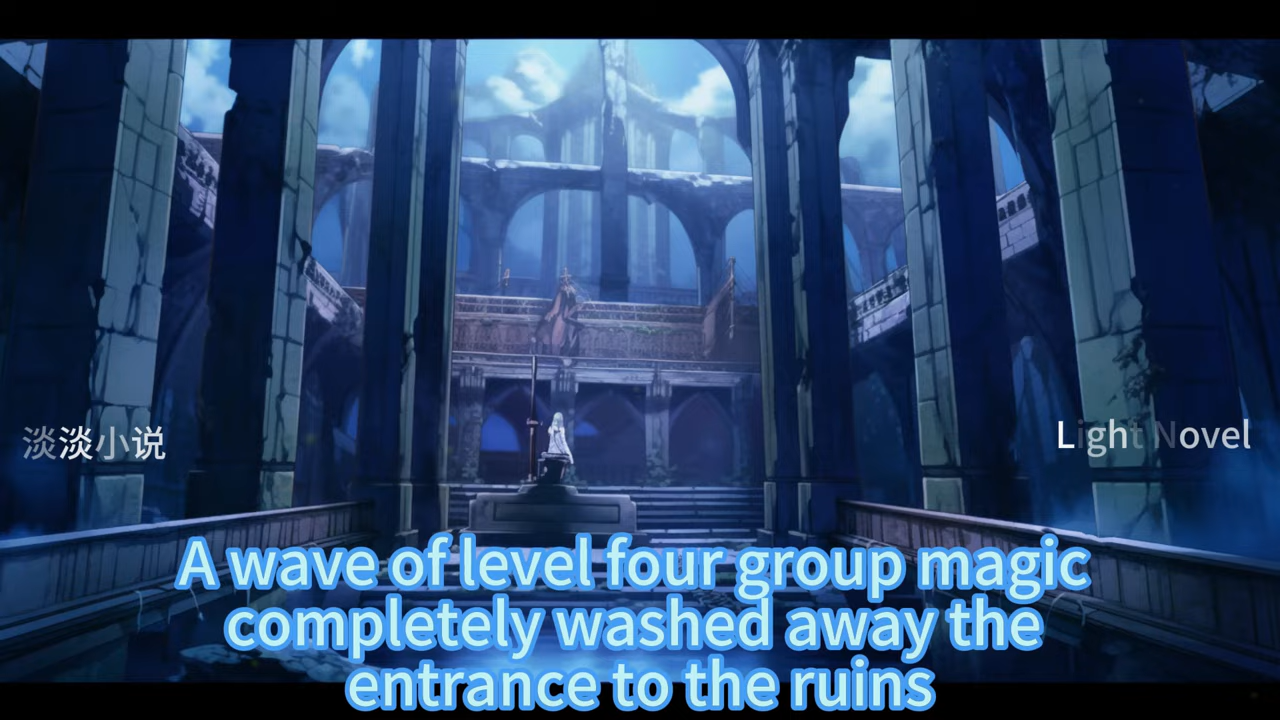 淡淡小说
Light Novel
A wave of level four group magic
completely washed away the
entrance to the ruins